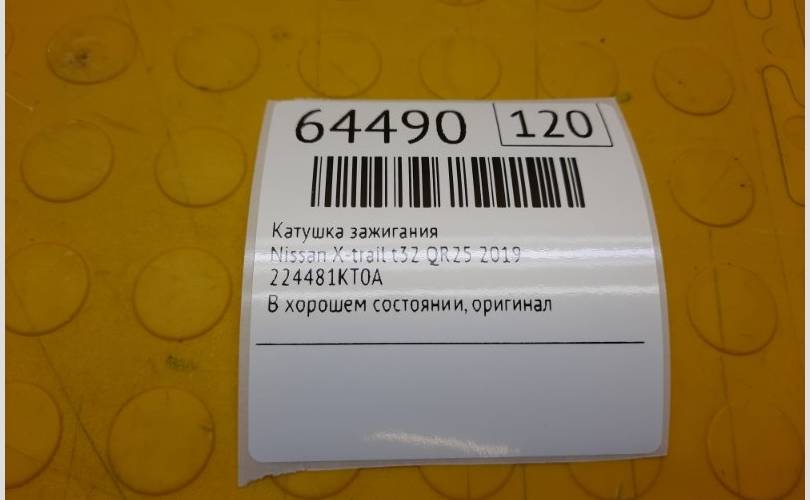 64490 120
Катушка зажигания
Nissan X-trail t32 QR25 2019
224481KT0A
В хорошем состоянии, оригинал